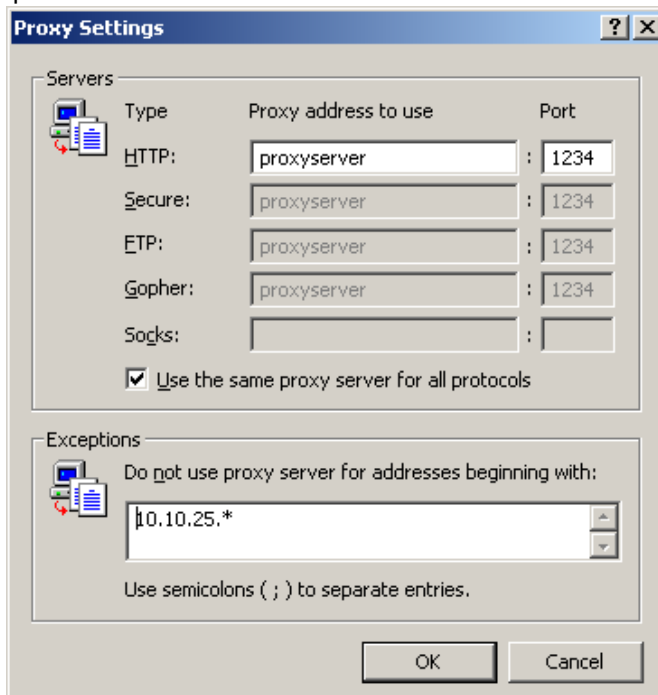 Proxy Settings
Servers
Type Proxy address to use Port
HTTP: proxyserver : 1234
Secure: proxyserver : 1234
FTP: proxyserver : 1234
Gopher: proxyserver : 1234
Socks: :
Use the same proxy server for all protocols
Exceptions
Do not use proxy server for addresses beginning with:
10.10.25.*
Use semicolons ( ; ) to separate entries.
OK Cancel